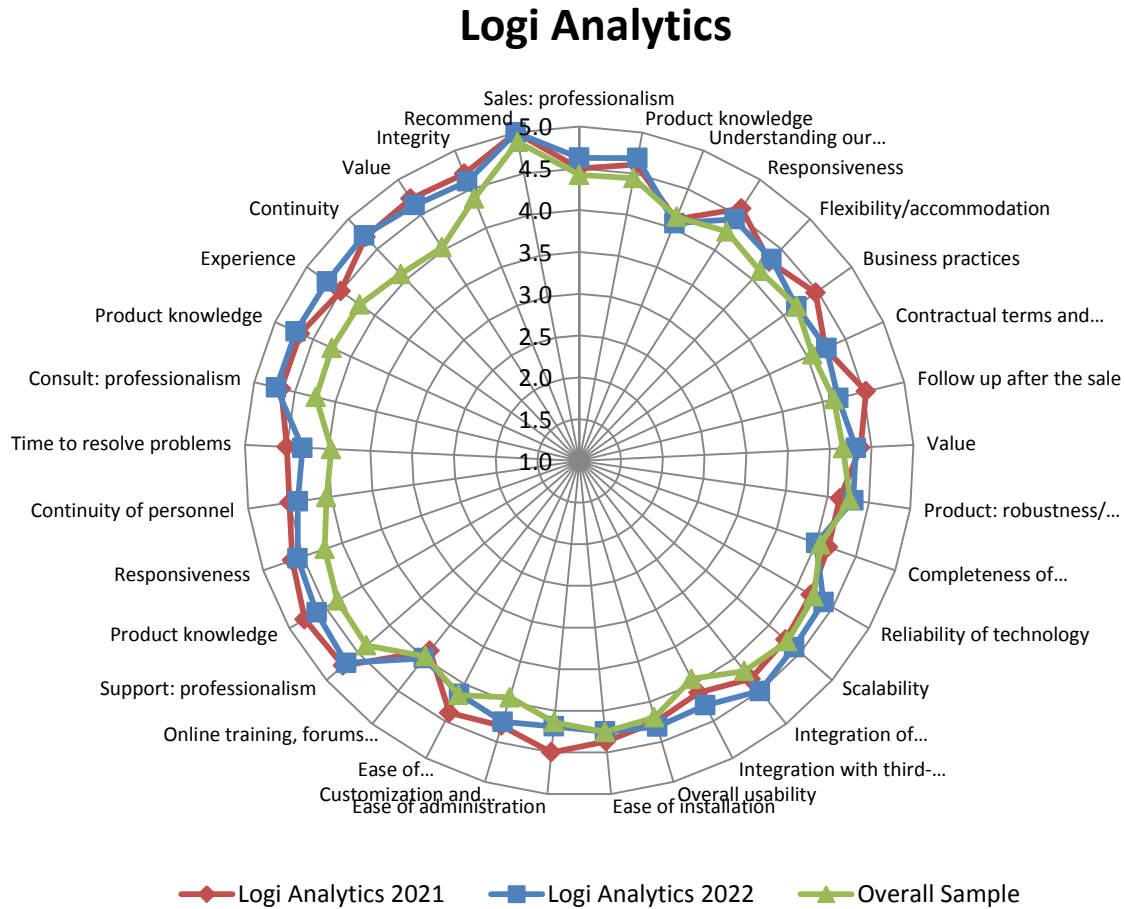 Logi Analytics
Sales: professionalism
Product knowledge
Understanding our...
Responsiveness
Flexibility/accommodation
Business practices
Contractual terms and...
Follow up after the sale
Value
Product: robustness/...
Completeness of...
Reliability of technology
Scalability
Integration of...
Integration with third-...
Overall usability
Ease of installation
Ease of administration
Customization and...
Ease of...
Online training, forums...
Support: professionalism
Product knowledge
Responsiveness
Continuity of personnel
Time to resolve problems
Consult: professionalism
Product knowledge
Experience
Continuity
Value
Integrity
Recommend
5.0
4.5
4.0
3.5
3.0
2.5
2.0
1.5
1.0
Logi Analytics 2021
Logi Analytics 2022
Overall Sample